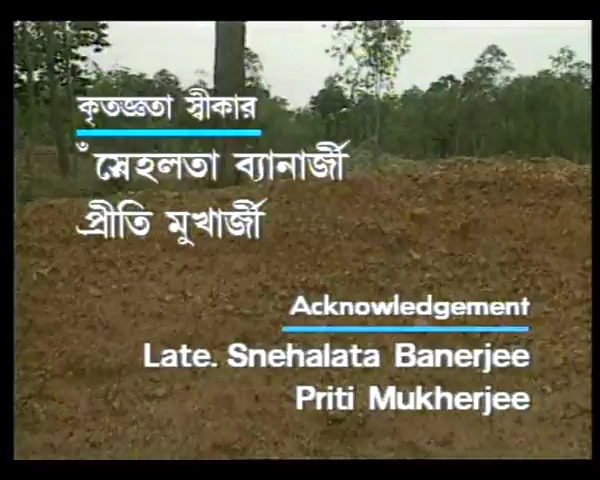 কৃতজ্ঞতা স্বীকার
ঁস্নেহলতা ব্যানার্জী
প্রীতি মুখার্জী
Acknowledgement
Late. Snehalata Banerjee
Priti Mukherjee